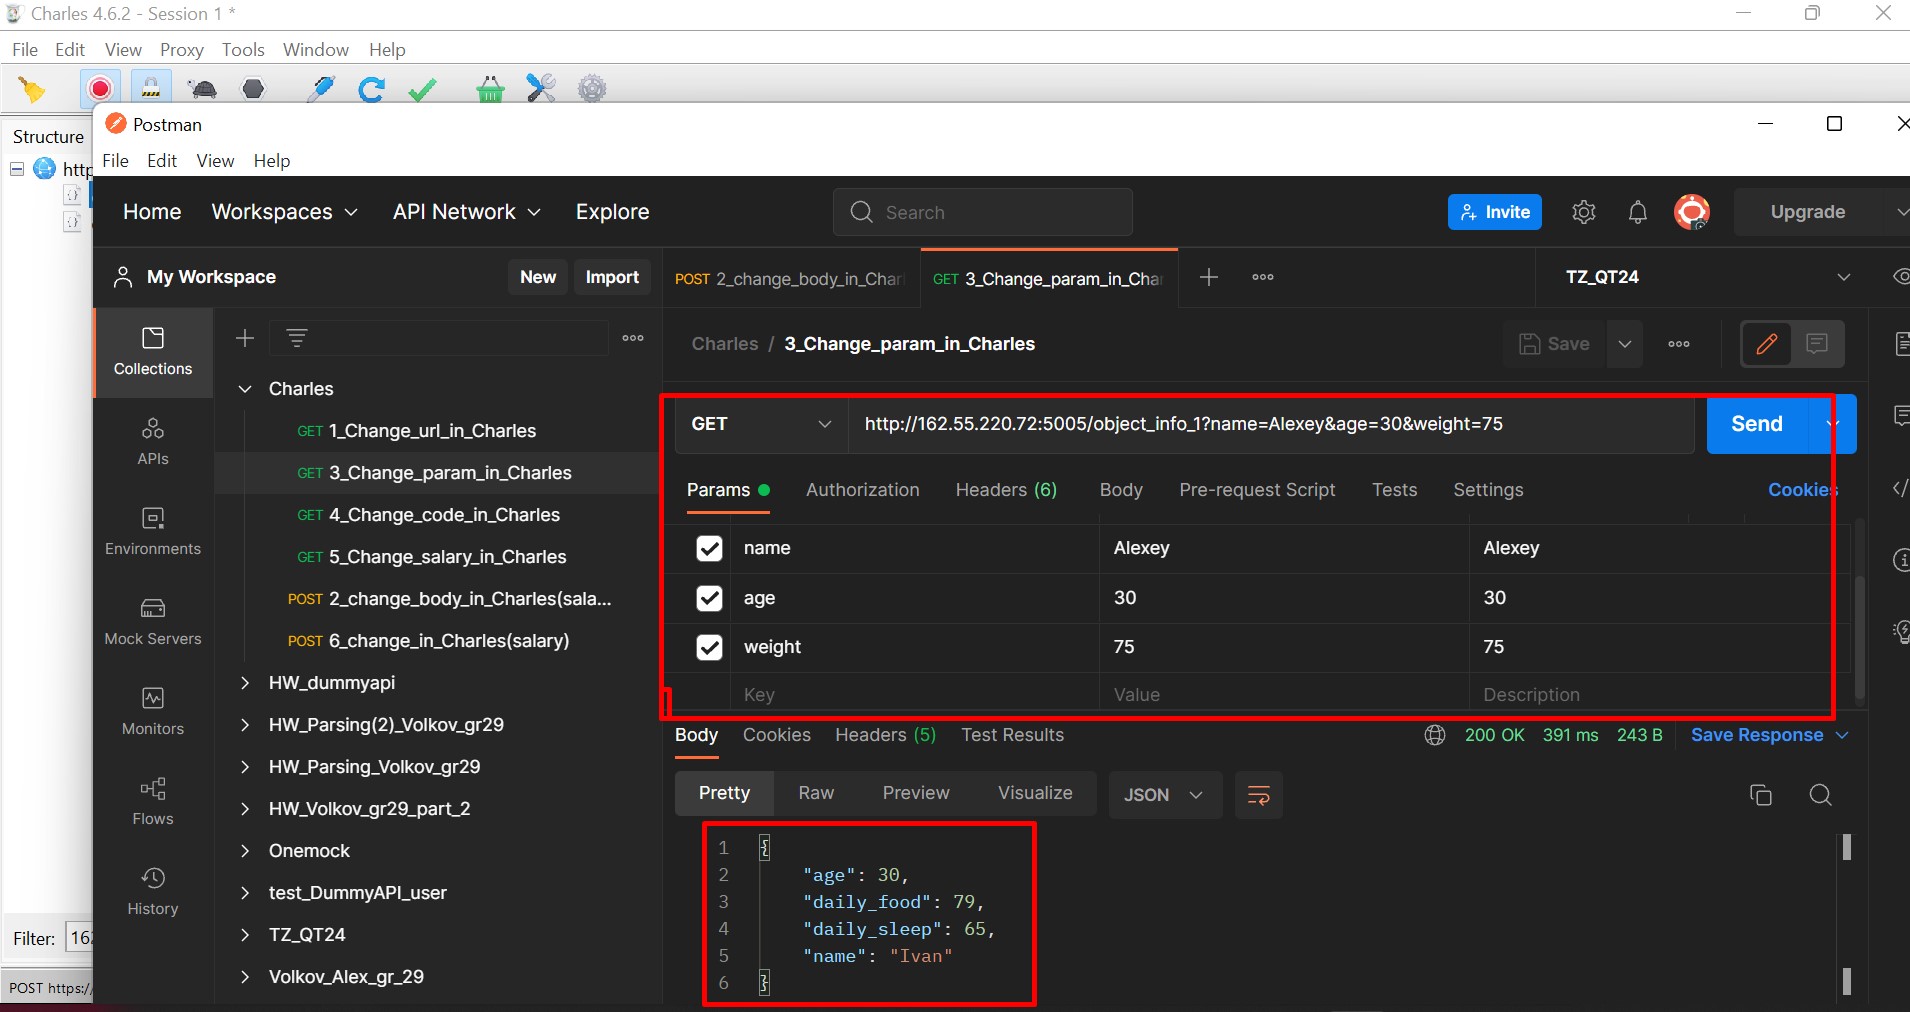 Charles 4.6.2 - Session 1 *
File Edit View Proxy Tools Window Help
Structure
Postman
File Edit View Help
Home Workspaces API Network Explore Search Invite Upgrade
My Workspace New Import
POST 2_change_body_in_Char
GET 3_Change_param_in_Cha
TZ_QT24
Charles / 3_Change_param_in_Charles Save
Collections
APIs
Environments
Mock Servers
Monitors
Flows
History
Charles
GET 1_Change_url_in_Charles
GET 3_Change_param_in_Charles
GET 4_Change_code_in_Charles
GET 5_Change_salary_in_Charles
POST 2_change_body_in_Charles(sala...
POST 6_change_in_Charles(salary)
HW_dummyapi
HW_Parsing(2)_Volkov_gr29
HW_Parsing_Volkov_gr29
HW_Volkov_gr29_part_2
Onemock
test_DummyAPI_user
TZ_QT24
Volkov_Alex_gr_29
GET http://162.55.220.72:5005/object_info_1?name=Alexey&age=30&weight=75 Send
Params Authorization Headers (6) Body Pre-request Script Tests Settings Cookies
name Alexey Alexey
age 30 30
weight 75 75
Key Value Description
Body Cookies Headers (5) Test Results 200 OK 391 ms 243 B Save Response
Pretty Raw Preview Visualize JSON
1 {
2 "age": 30,
3 "daily_food": 79,
4 "daily_sleep": 65,
5 "name": "Ivan"
6 }
http
Filter: 162
POST https:/